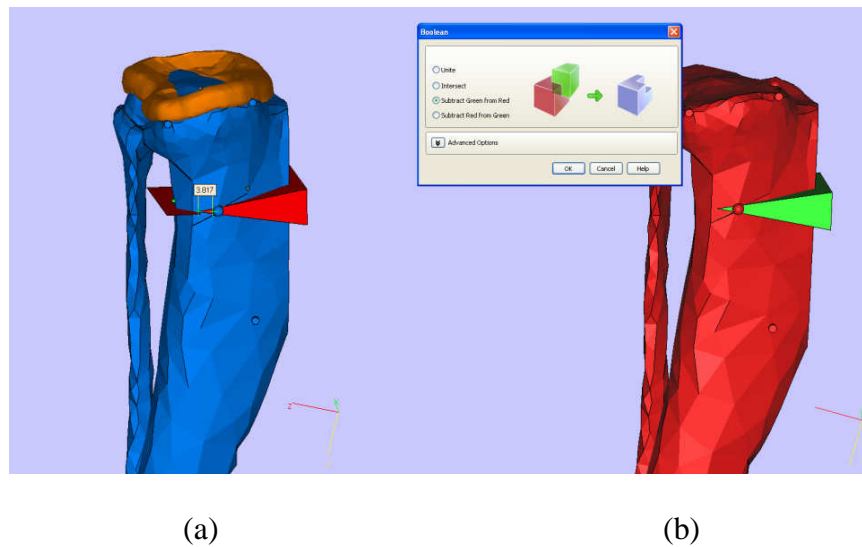 Boolean
Unite
Intersect
Subtract Green from Red
Subtract Red from Green
Advanced Options
OK Cancel Help
3.817
z
(a) (b)